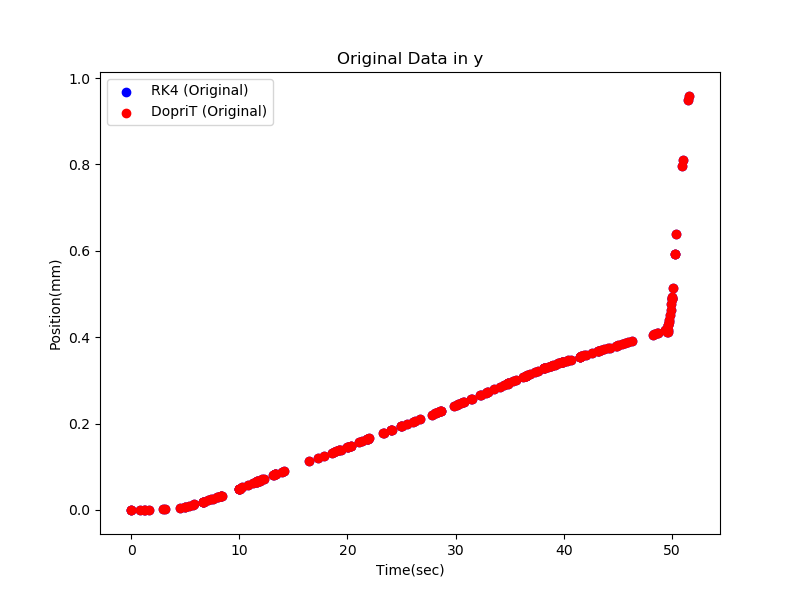 Original Data in y
RK4 (Original)
DopriT (Original)
1.0
0.8
0.6
0.4
0.2
0.0
Position(mm)
0 10 20 30 40 50
Time(sec)